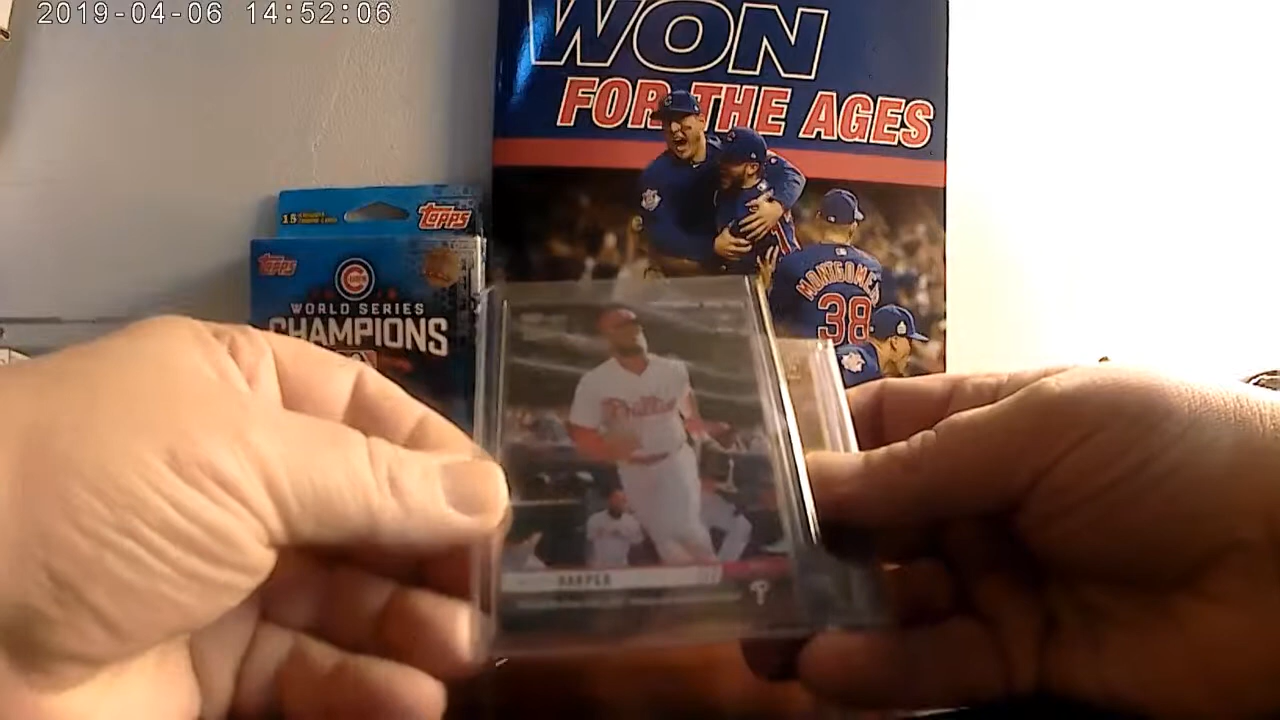 2019-04-06 14:52:06
WON
FOR THE AGES
15
TOPPS
TOPPS
WORLD SERIES
CHAMPIONS
MONTGOMER
38
Phillies
HARPER
P